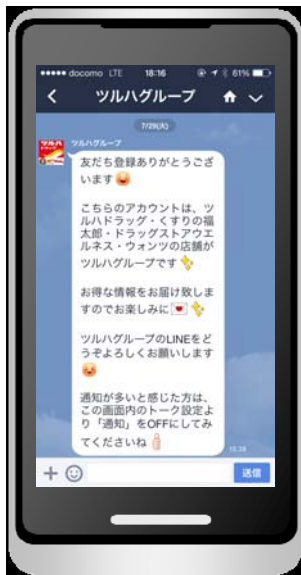 docomo LTE 18:16 61%
ツルハグループ
7/29(火)
ツルハグループ
友だち登録ありがとうござ
います
こちらのアカウントは、ツ
ルハドラッグ・くすりの福
太郎・ドラッグストアウエ
ルネス・ウォンツの店舗が
ツルハグループです
お得な情報をお届け致しま
すのでお楽しみに
ツルハグループのLINEをど
うぞよろしくお願いします
通知が多いと感じた方は、
この画面内のトーク設定よ
り「通知」をOFFにしてみ
てくださいね
送信